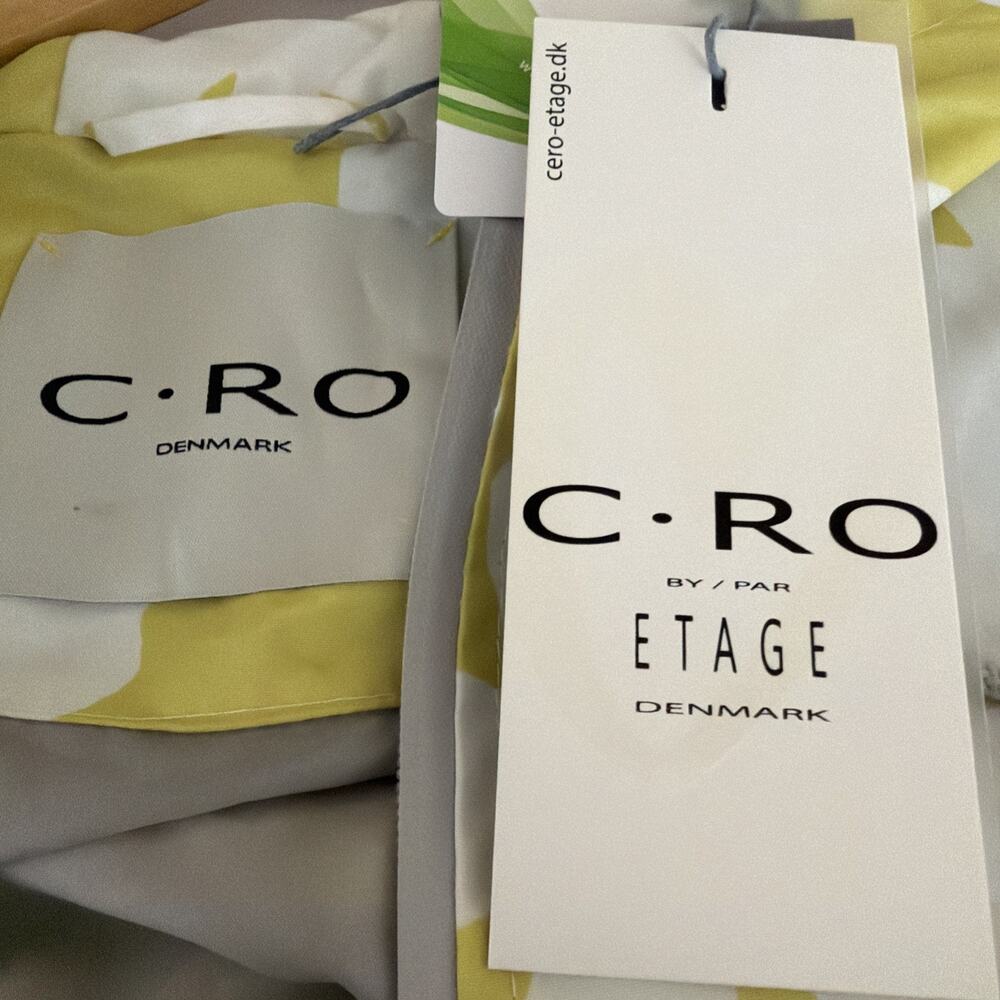 C·RO
DENMARK
cero-etage.dk
C·RO
BY / PAR
ETAGE
DENMARK